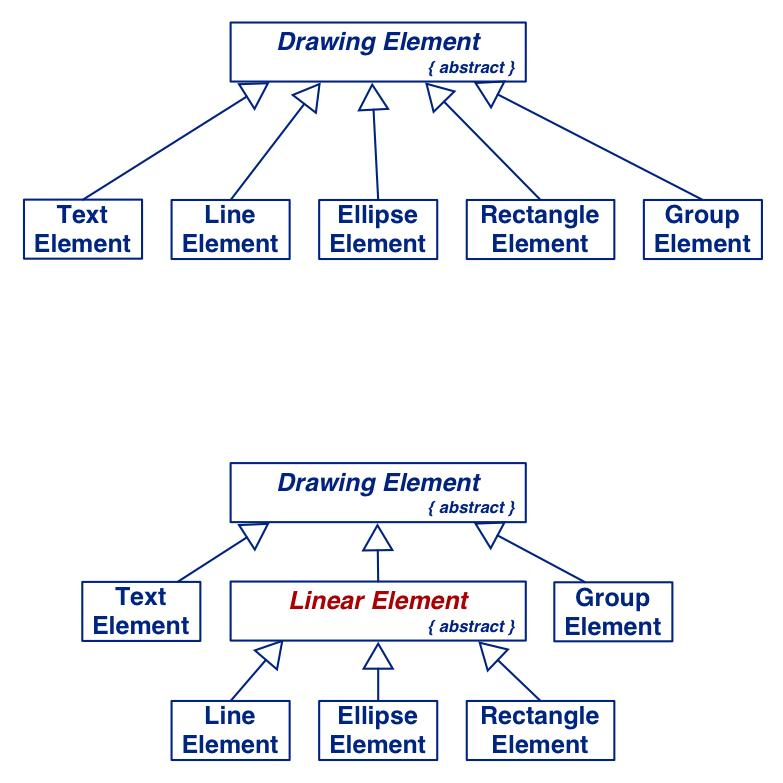 Drawing Element
{ abstract }
Text
Element
Line
Element
Ellipse
Element
Rectangle
Element
Group
Element
Drawing Element
{ abstract }
Text
Element
Linear Element
{ abstract }
Group
Element
Line
Element
Ellipse
Element
Rectangle
Element